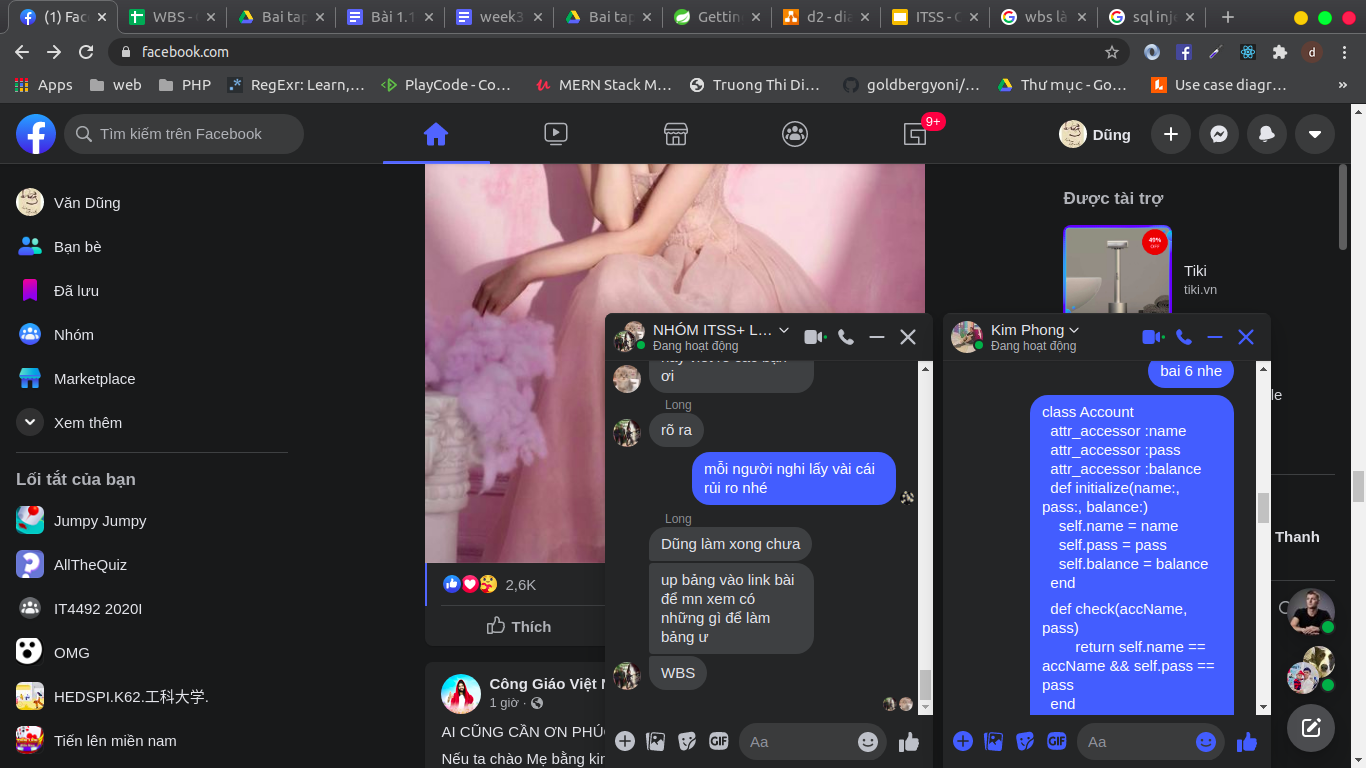 (1) Fac
WBS - G
Bai tap
Bài 1.1
week3
Bai tap
Gettin
d2 - dia
ITSS - G
wbs là
sql inje
facebook.com
d
Apps
web
PHP
RegExr: Learn,...
PlayCode - Co...
MERN Stack M...
Truong Thi Di...
goldbergyoni/...
Thư mục - Go...
Use case diagr...
»
Tìm kiếm trên Facebook
9+
Dũng
Văn Dũng
Bạn bè
Đã lưu
Nhóm
Marketplace
Xem thêm
Lối tắt của bạn
Jumpy Jumpy
AllTheQuiz
IT4492 2020I
OMG
HEDSPI.K62.工科大学.
Tiến lên miền nam
2,6K
Thích
Công Giáo Việt N
1 giờ ·
AI CŨNG CẦN ƠN PHÚC
Nếu ta chào Mẹ bằng kin
Được tài trợ
49%
OFF
Tiki
tiki.vn
le
Thanh
NHÓM ITSS+ L...
Đang hoạt động
ơi
Long
rõ ra
mỗi người nghi lấy vài cái
rủi ro nhé
Long
Dũng làm xong chưa
up bảng vào link bài
để mn xem có
những gì để làm
bảng ư
WBS
GIF
Aa
Kim Phong
Đang hoạt động
bai 6 nhe
class Account
attr_accessor :name
attr_accessor :pass
attr_accessor :balance
def initialize(name:,
pass:, balance:)
self.name = name
self.pass = pass
self.balance = balance
end
def check(accName,
pass)
return self.name ==
accName && self.pass ==
pass
end
GIF
Aa